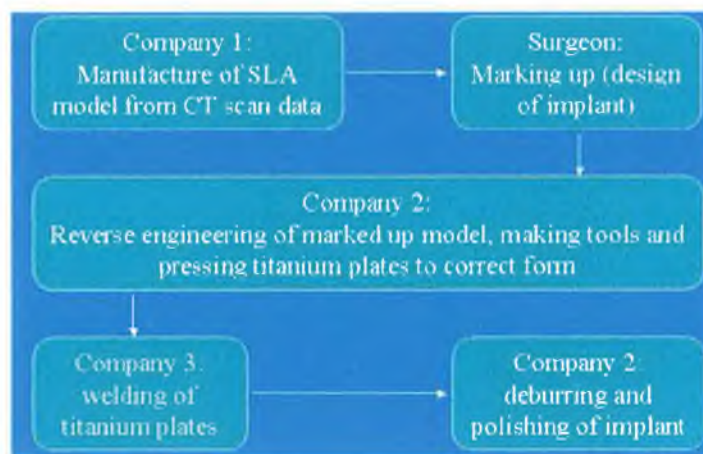 Company 1:
Manufacture of SLA
model from CT scan data
Surgeon:
Marking up (design
of implant)
Company 2:
Reverse engineering of marked up model, making tools and
pressing titanium plates to correct form
Company 3.
welding of
titanium plates
Company 2.
deburring and
polishing of implant